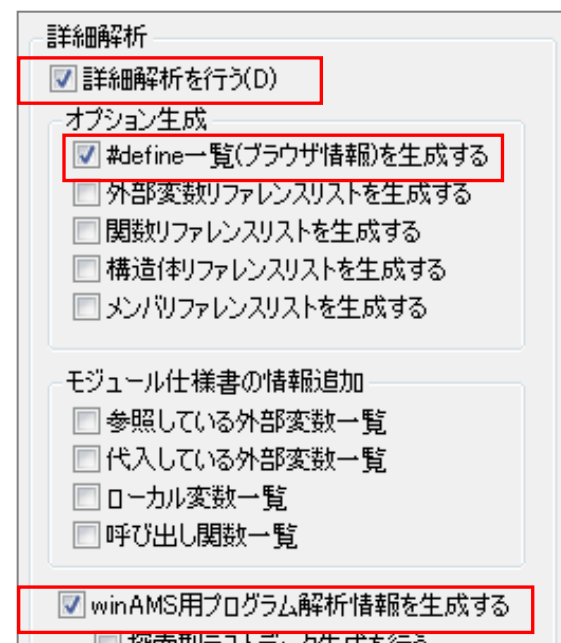 詳細解析
詳細解析を行う(D)
オプション生成
#define一覧(ブラウザ情報)を生成する
外部変数リファレンスリストを生成する
関数リファレンスリストを生成する
構造体リファレンスリストを生成する
メンバリファレンスリストを生成する
モジュール仕様書の情報追加
参照している外部変数一覧
代入している外部変数一覧
ローカル変数一覧
呼び出し関数一覧
winAMS用プログラム解析情報を生成する